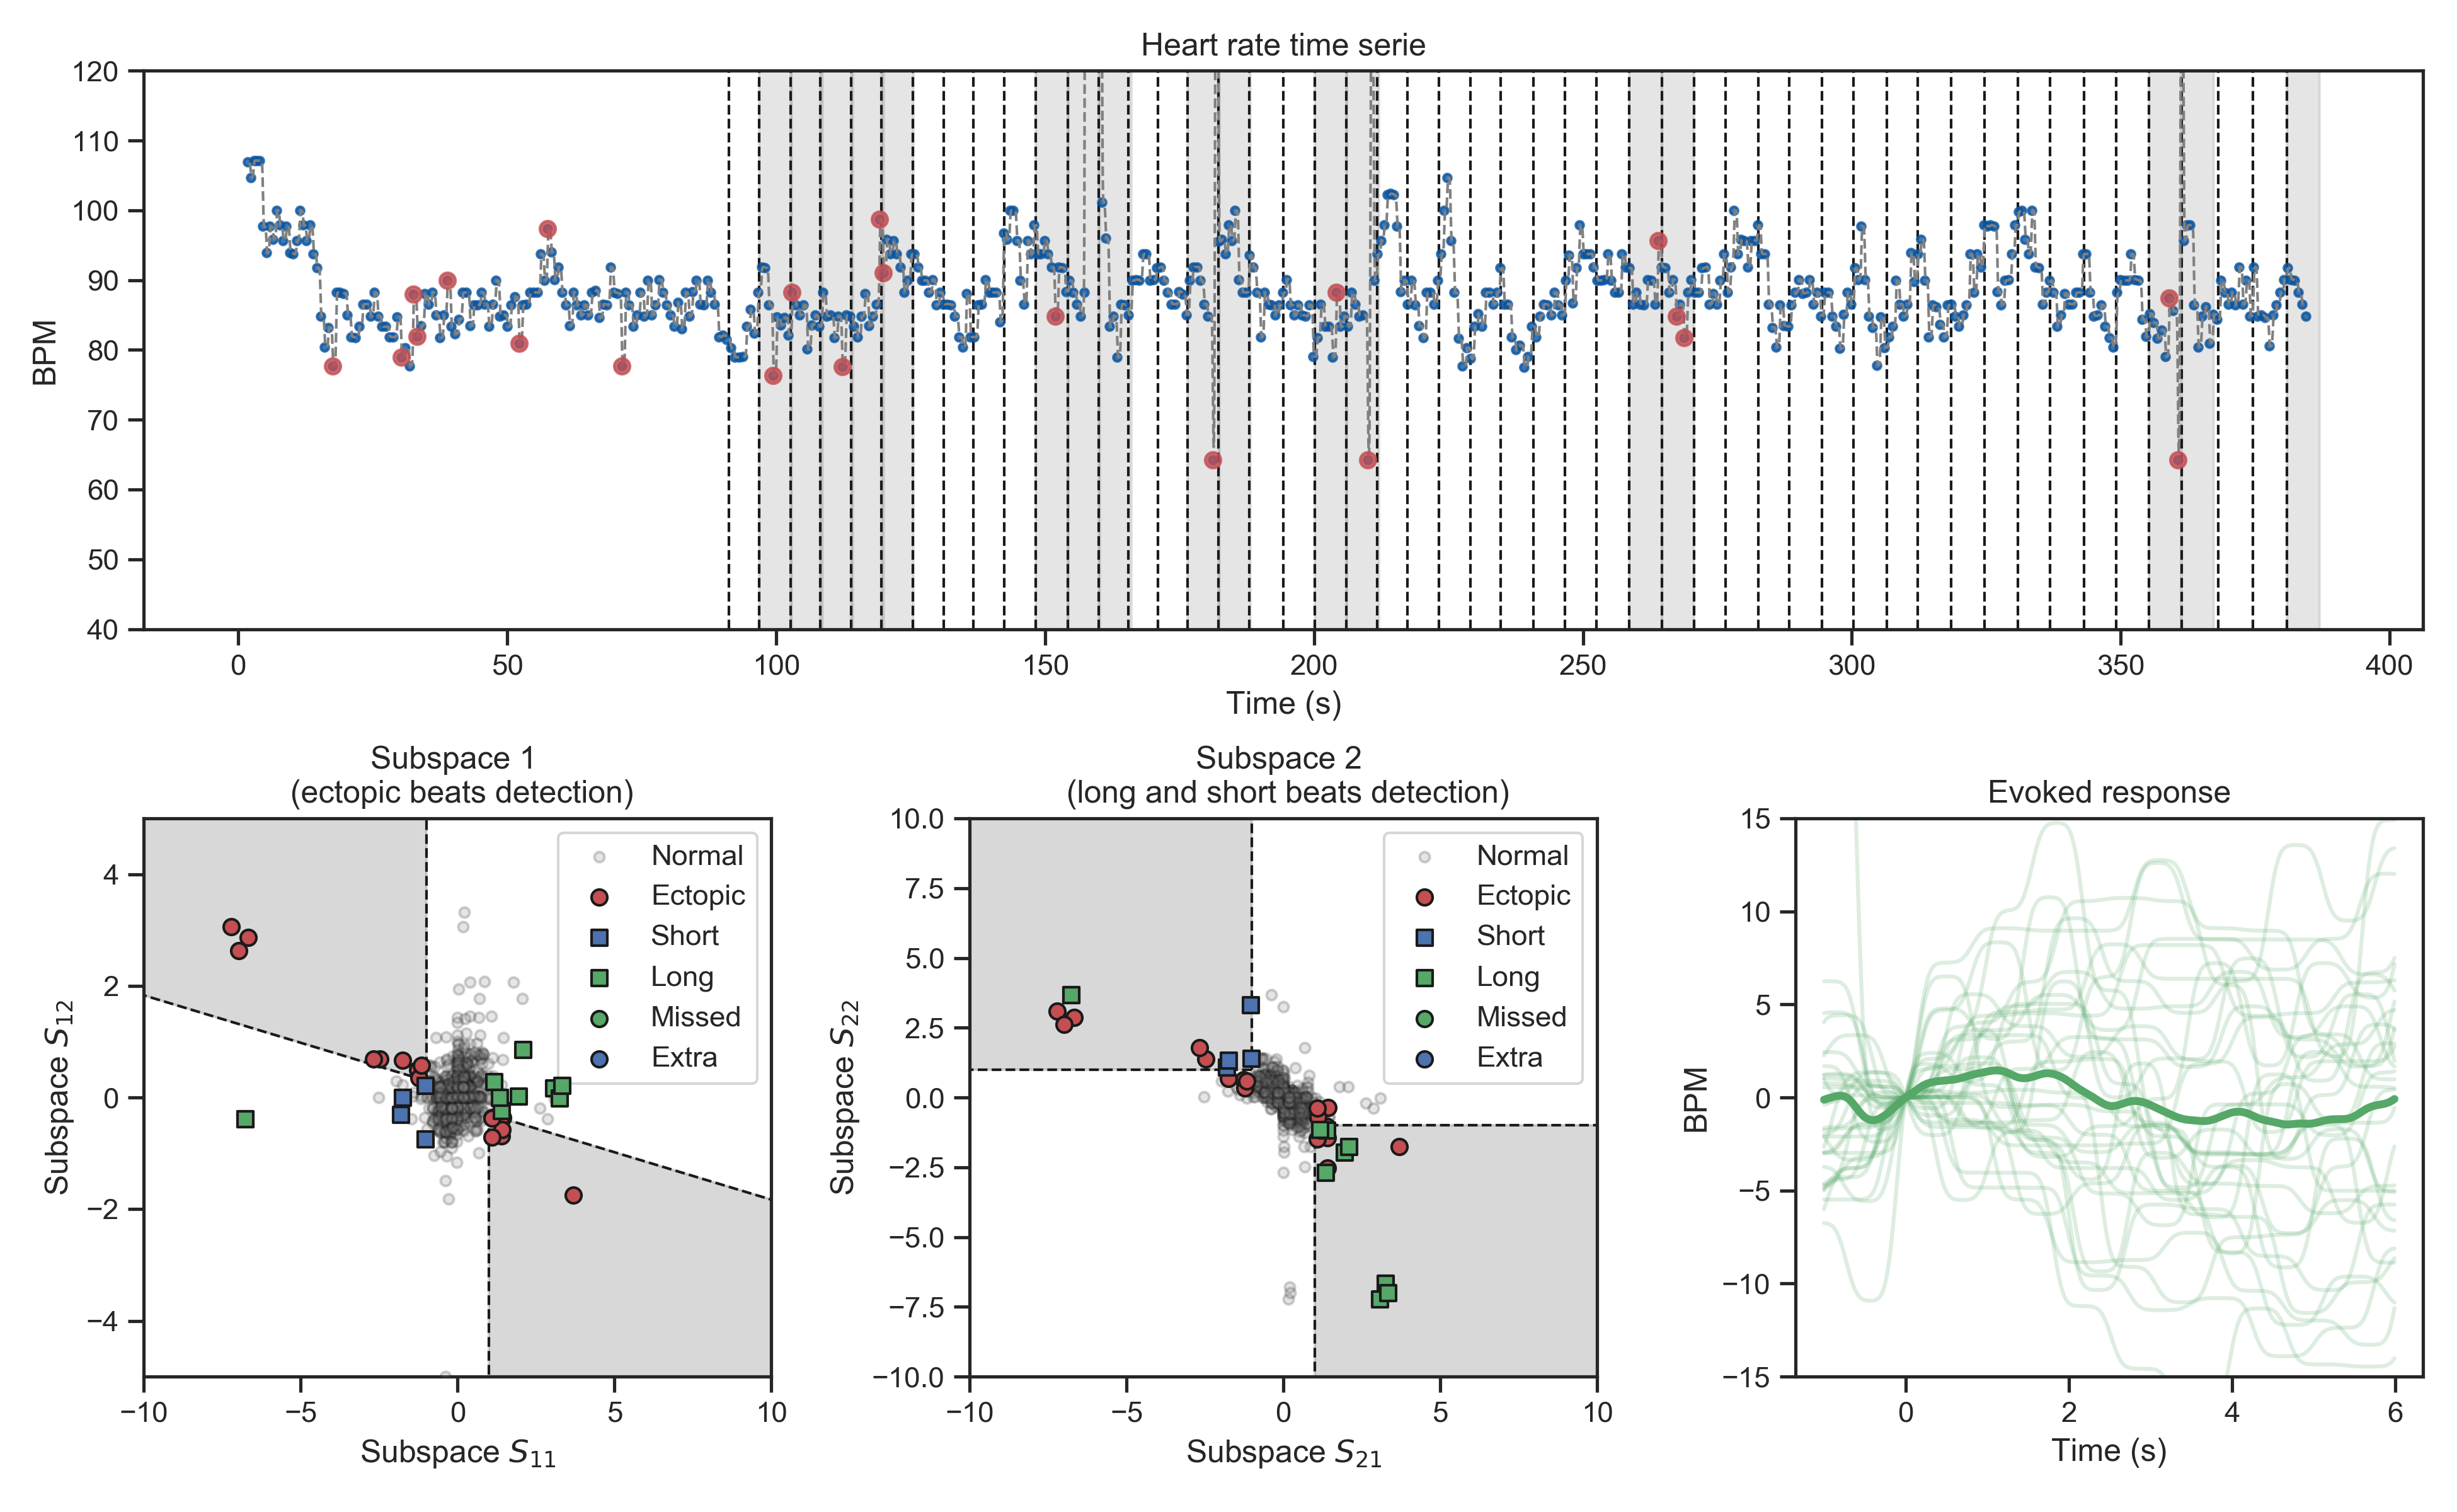 Heart rate time serie
120
110
100
90
80
70
60
50
40
BPM
0 50 100 150 200 250 300 350 400
Time (s)
Subspace 1
(ectopic beats detection)
4
2
0
−2
−4
Subspace S12
Normal
Ectopic
Short
Long
Missed
Extra
−10 −5 0 5 10
Subspace S11
Subspace 2
(long and short beats detection)
10.0
7.5
5.0
2.5
0.0
−2.5
−5.0
−7.5
−10.0
Subspace S22
Normal
Ectopic
Short
Long
Missed
Extra
−10 −5 0 5 10
Subspace S21
Evoked response
15
10
5
0
−5
−10
−15
BPM
0 2 4 6
Time (s)